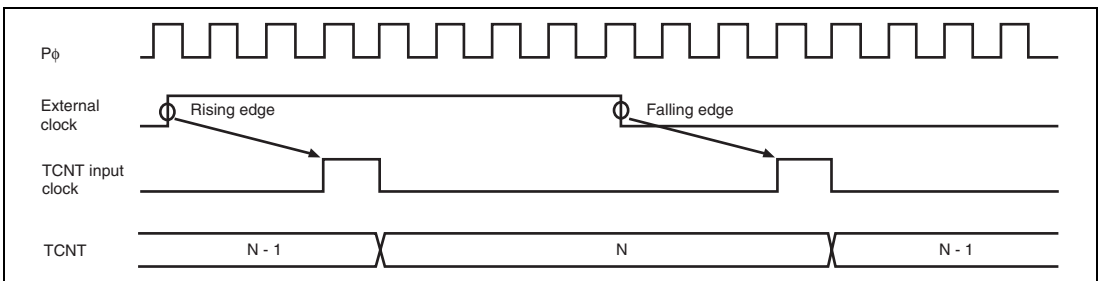 Pϕ
External
clock
Rising edge
Falling edge
TCNT input
clock
TCNT
N - 1
N
N - 1